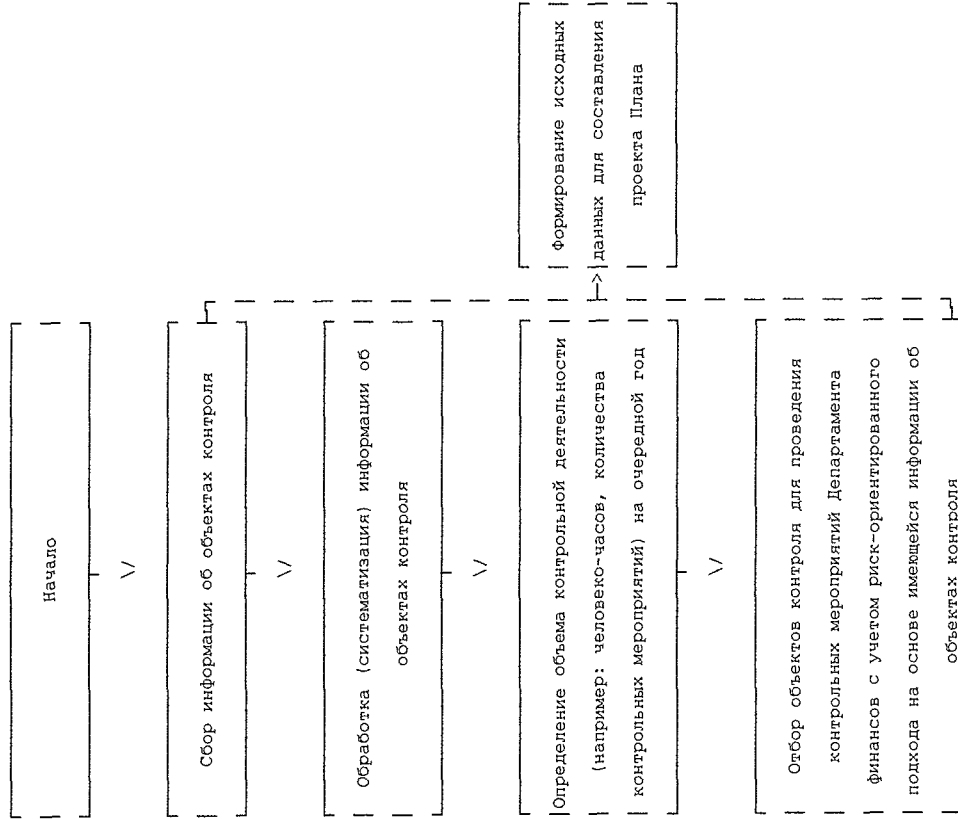 Начало
Сбор информации об объектах контроля
Обработка (систематизация) информации об
объектах контроля
Определение объема контрольной деятельности
(например: человеко-часов, количества
контрольных мероприятий) на очередной год
Отбор объектов контроля для проведения
контрольных мероприятий Департамента
финансов с учетом риск-ориентированного
подхода на основе имеющейся информации об
объектах контроля
Формирование исходных
данных для составления
проекта Плана